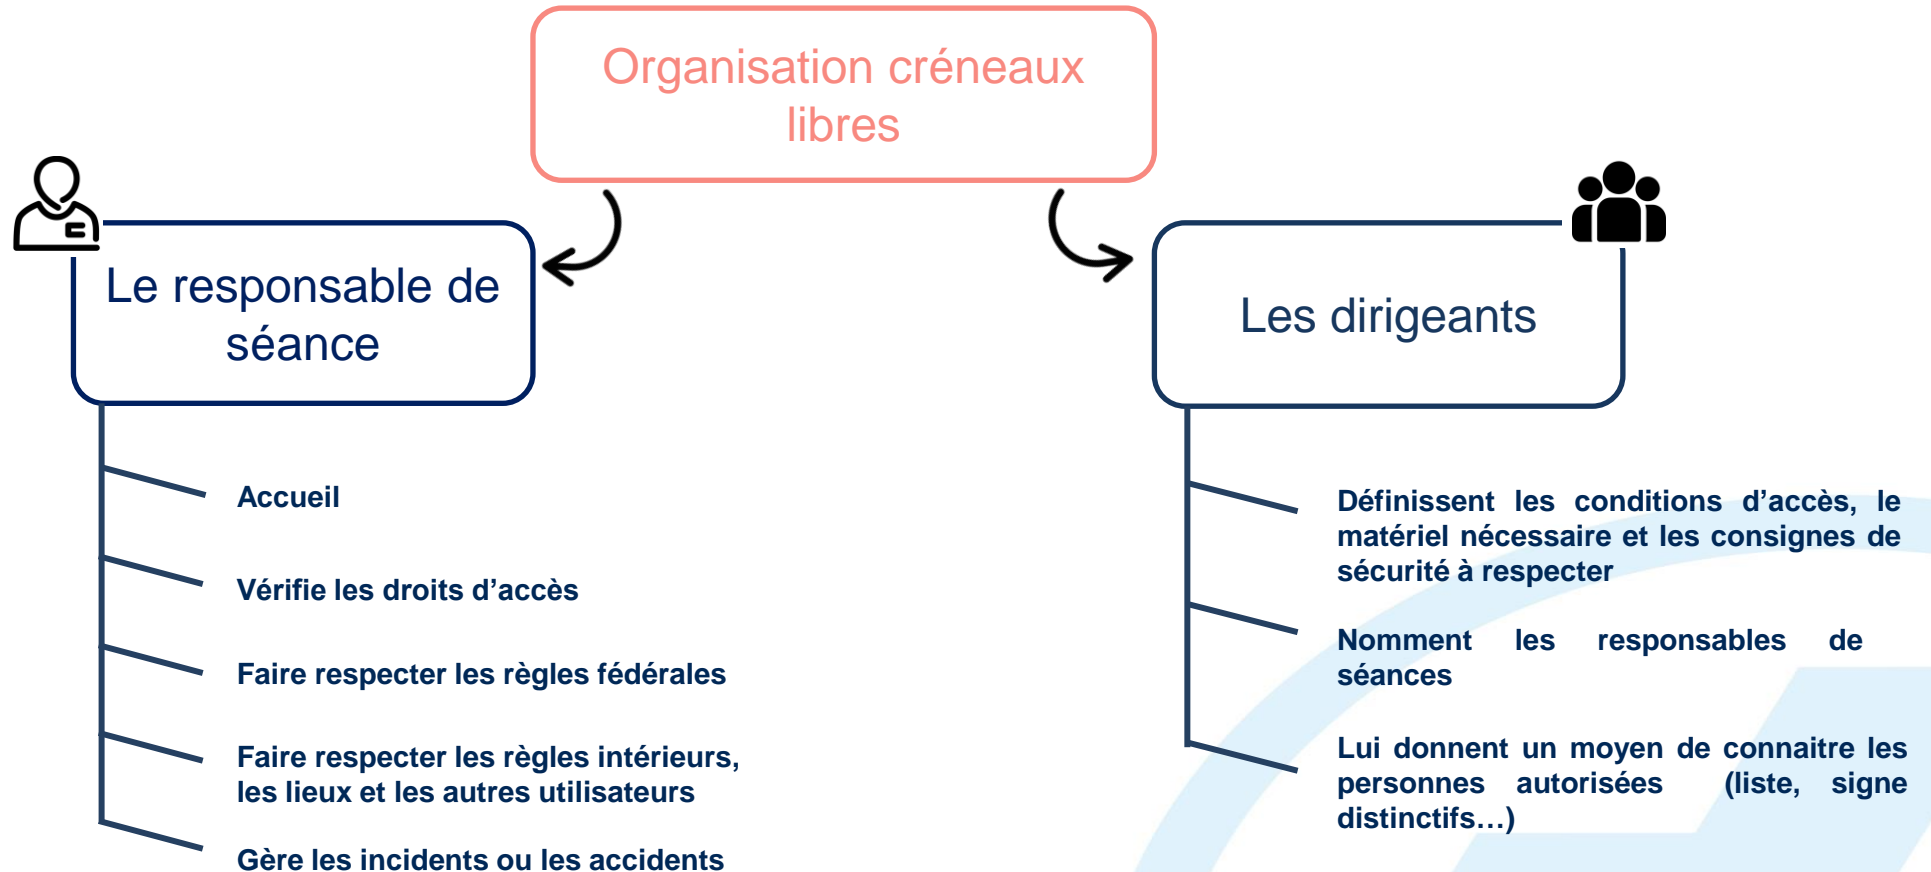 Organisation créneaux
libres
Le responsable de
séance
Accueil
Vérifie les droits d’accès
Faire respecter les règles fédérales
Faire respecter les règles intérieurs,
les lieux et les autres utilisateurs
Gère les incidents ou les accidents
Les dirigeants
Définissent les conditions d’accès, le
matériel nécessaire et les consignes de
sécurité à respecter
Nomment les responsables de
séances
Lui donnent un moyen de connaitre les
personnes autorisées (liste, signe
distinctifs…)